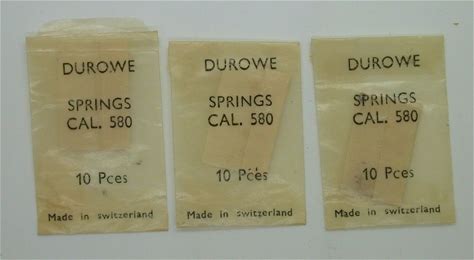 DUROWE
SPRINGS
CAL. 580
10 Pces
Made in switzerland
DUROWE
SPRINGS
CAL. 580
10 Pces
Made in switzerland
DUROWE
SPRINGS
CAL. 580
10 Pces
Made in switzerland